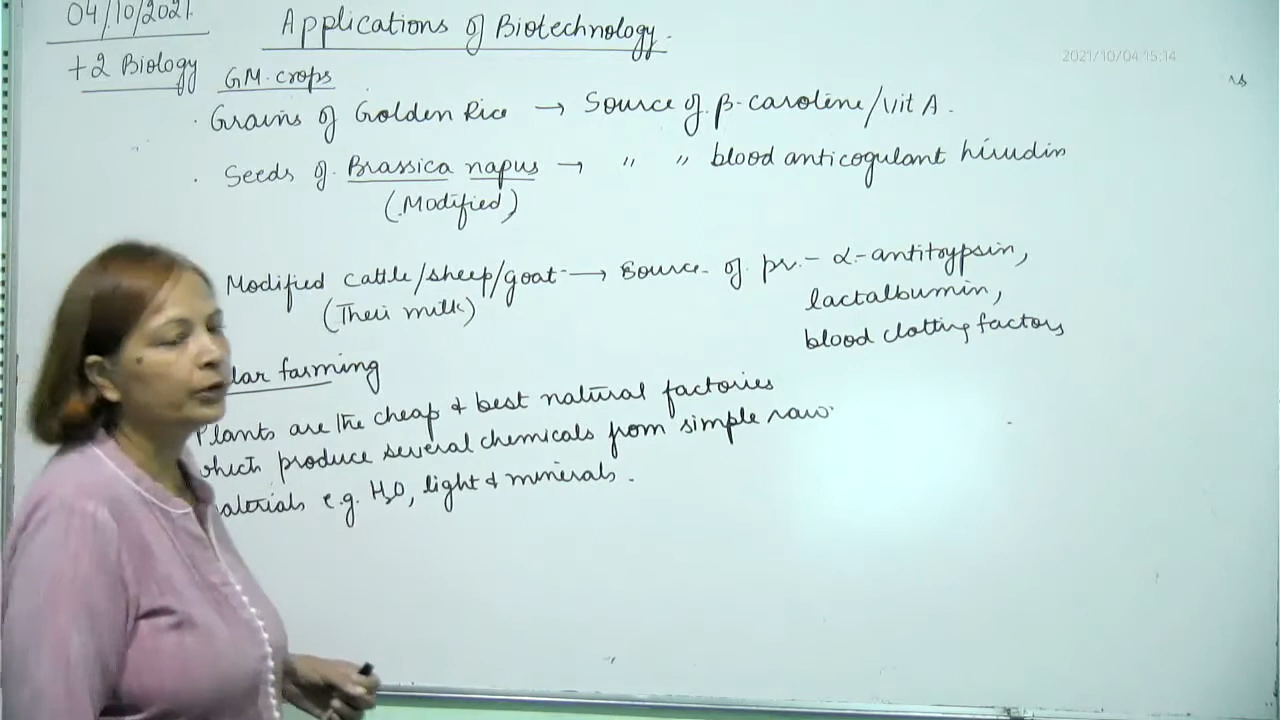 04/10/2021
Applications of Biotechnology.
2021/10/04 15:14
+2 Biology
GM. crops
. Grains of Golden Rice → Source of β-carotene/vit A.
. Seeds of Brassica napus → " " blood anticogulant hirudin
(Modified)
Modified cattle/sheep/goat → Source of pr. - α-antitrypsin,
(Their milk)
lactalbumin,
blood clotting factors
lar farming
Plants are the cheap & best natural factories
which produce several chemicals from simple raw
aterials e.g. H₂O, light & minerals.